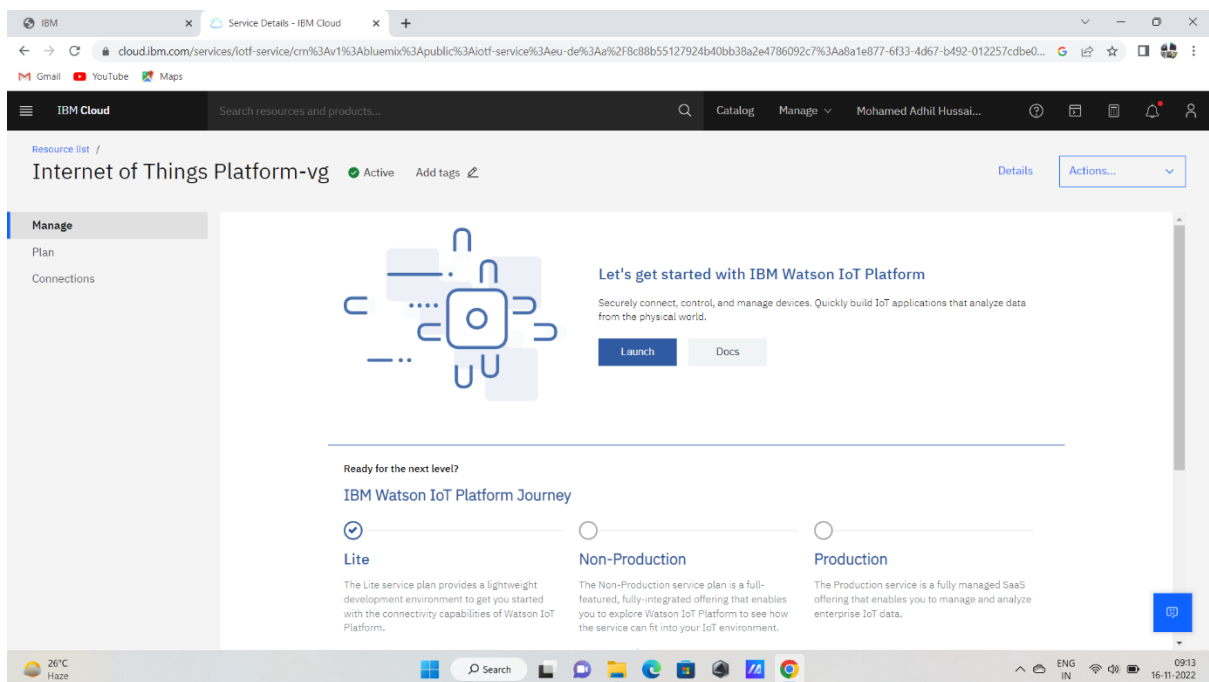 IBM
Service Details - IBM Cloud
cloud.ibm.com/services/iotf-service/crn%3Av1%3Abluemix%3Apublic%3Aiotf-service%3Aeu-de%3Aa%2F8c88b55127924b40bb38a2e4786092c7%3Aa8a1e877-6f33-4d67-b492-012257cdbe0...
Gmail YouTube Maps
IBM Cloud Search resources and products... Catalog Manage Mohamed Adhil Hussai...
Resource list /
Internet of Things Platform-vg Active Add tags Details Actions...
Manage
Plan
Connections
Let's get started with IBM Watson IoT Platform
Securely connect, control, and manage devices. Quickly build IoT applications that analyze data
from the physical world.
Launch Docs
Ready for the next level?
IBM Watson IoT Platform Journey
Lite
The Lite service plan provides a lightweight
development environment to get you started
with the connectivity capabilities of Watson IoT
Platform.
Non-Production
The Non-Production service plan is a full-
featured, fully-integrated offering that enables
you to explore Watson IoT Platform to see how
the service can fit into your IoT environment.
Production
The Production service is a fully managed SaaS
offering that enables you to manage and analyze
enterprise IoT data.
26°C
Haze
Search
ENG
IN
09:13
16-11-2022